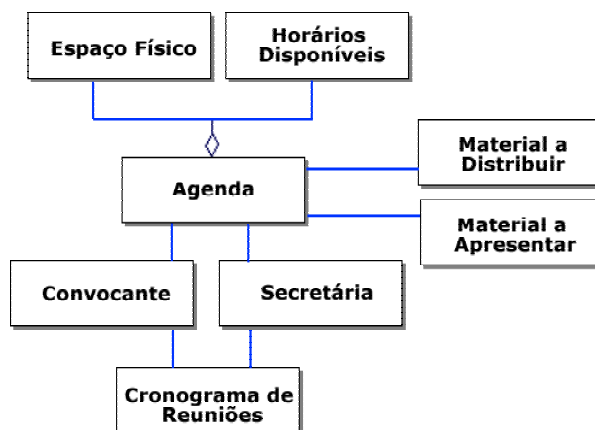 Espaço Físico
Horários
Disponíveis
Material a
Distribuir
Agenda
Material a
Apresentar
Convocante
Secretária
Cronograma de
Reuniões